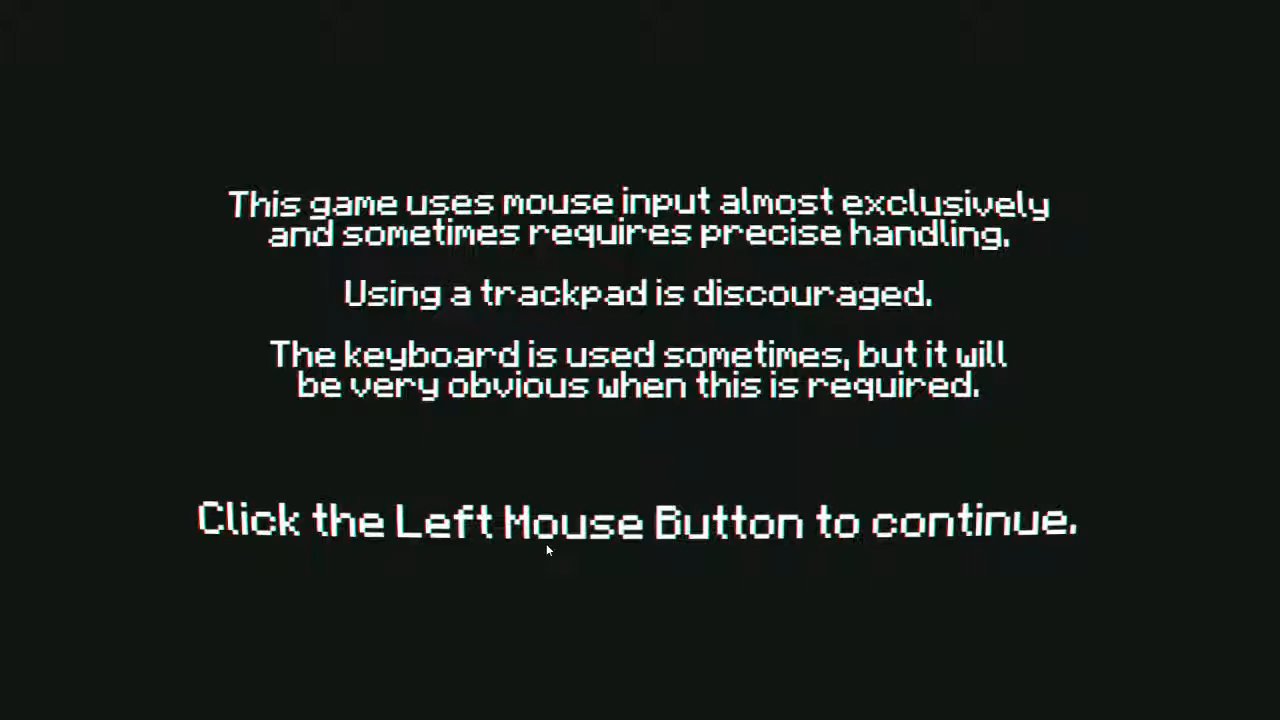 This game uses mouse input almost exclusively
and sometimes requires precise handling.
Using a trackpad is discouraged.
The keyboard is used sometimes, but it will
be very obvious when this is required.
Click the Left Mouse Button to continue.